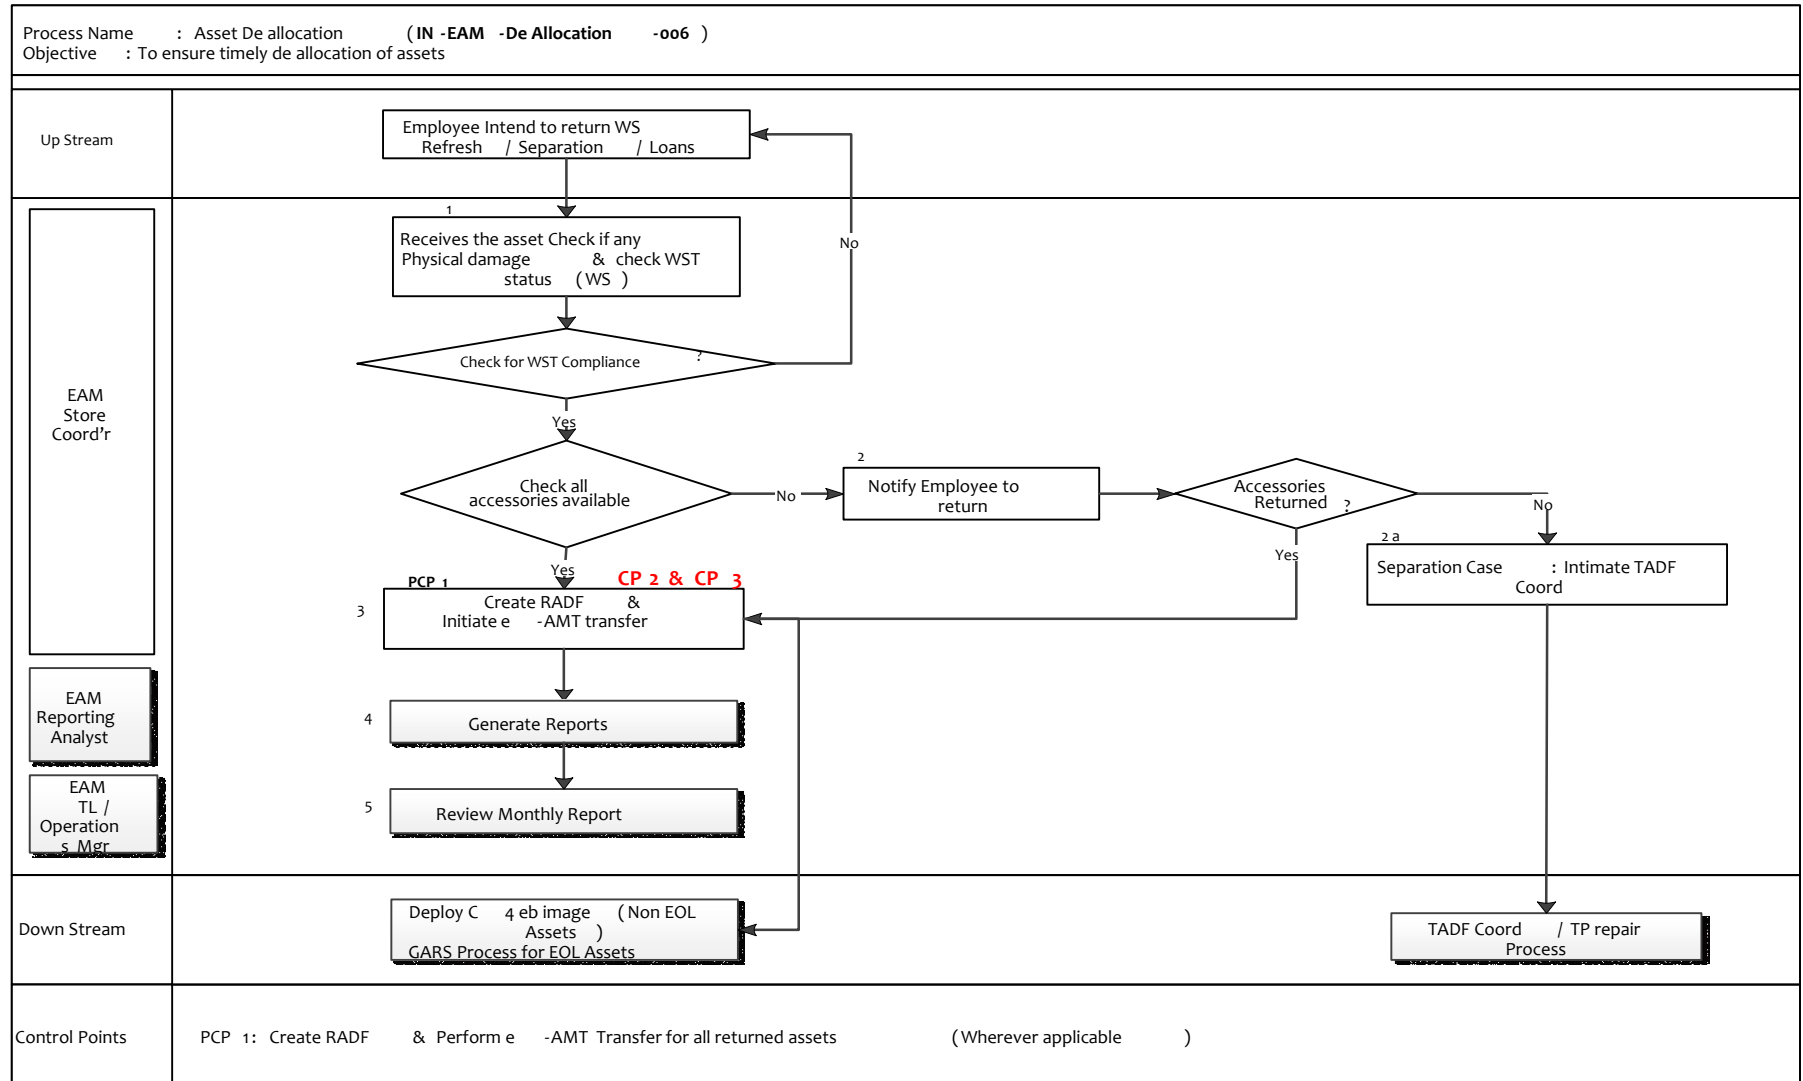 Process Name : Asset De allocation (IN -EAM -De Allocation -006 )
Objective : To ensure timely de allocation of assets
Up Stream
Employee Intend to return WS
Refresh / Separation / Loans
1
Receives the asset Check if any
Physical damage & check WST
status (WS )
No
Check for WST Compliance ?
Yes
EAM
Store
Coord’r
Check all
accessories available
No
2
Notify Employee to
return
Accessories
Returned ?
No
Yes
2 a
Separation Case : Intimate TADF
Coord
Yes
PCP 1
CP 2 & CP 3
3
Create RADF &
Initiate e -AMT transfer
EAM
Reporting
Analyst
4
Generate Reports
EAM
TL /
Operation
s Mgr
5
Review Monthly Report
Down Stream
Deploy C 4 eb image (Non EOL
Assets )
GARS Process for EOL Assets
TADF Coord / TP repair
Process
Control Points
PCP 1: Create RADF & Perform e -AMT Transfer for all returned assets (Wherever applicable )